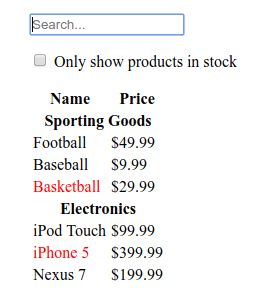 Search...
Only show products in stock
Name Price
Sporting Goods
Football $49.99
Baseball $9.99
Basketball $29.99
Electronics
iPod Touch $99.99
iPhone 5 $399.99
Nexus 7 $199.99